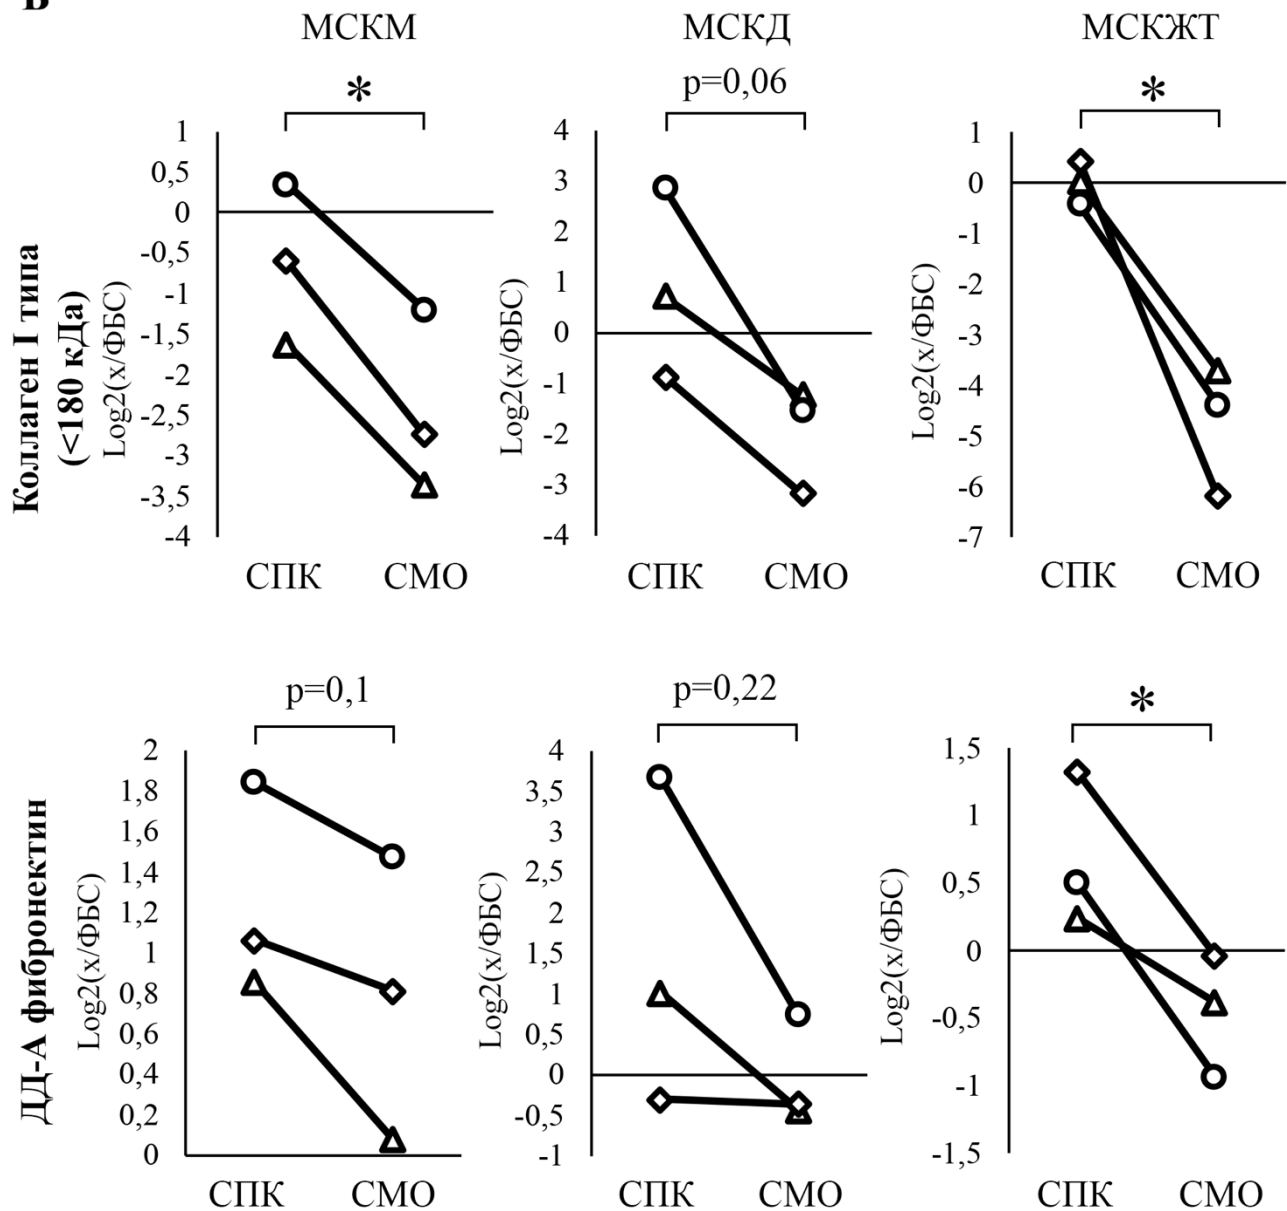 МСКМ
МСКД
МСКЖТ
*
p=0,06
*
Коллаген I типа
(<180 кДа)
Log2(x/ФБС)
1
0,5
0
-0,5
-1
-1,5
-2
-2,5
-3
-3,5
-4
СПК
СМО
Log2(x/ФБС)
4
3
2
1
0
-1
-2
-3
-4
СПК
СМО
Log2(x/ФБС)
1
0
-1
-2
-3
-4
-5
-6
-7
СПК
СМО
p=0,1
p=0,22
*
ДД-А фибронектин
Log2(x/ФБС)
2
1,8
1,6
1,4
1,2
1
0,8
0,6
0,4
0,2
0
СПК
СМО
Log2(x/ФБС)
4
3,5
3
2,5
2
1,5
1
0,5
0
-0,5
-1
СПК
СМО
Log2(x/ФБС)
1,5
1
0,5
0
-0,5
-1
-1,5
СПК
СМО